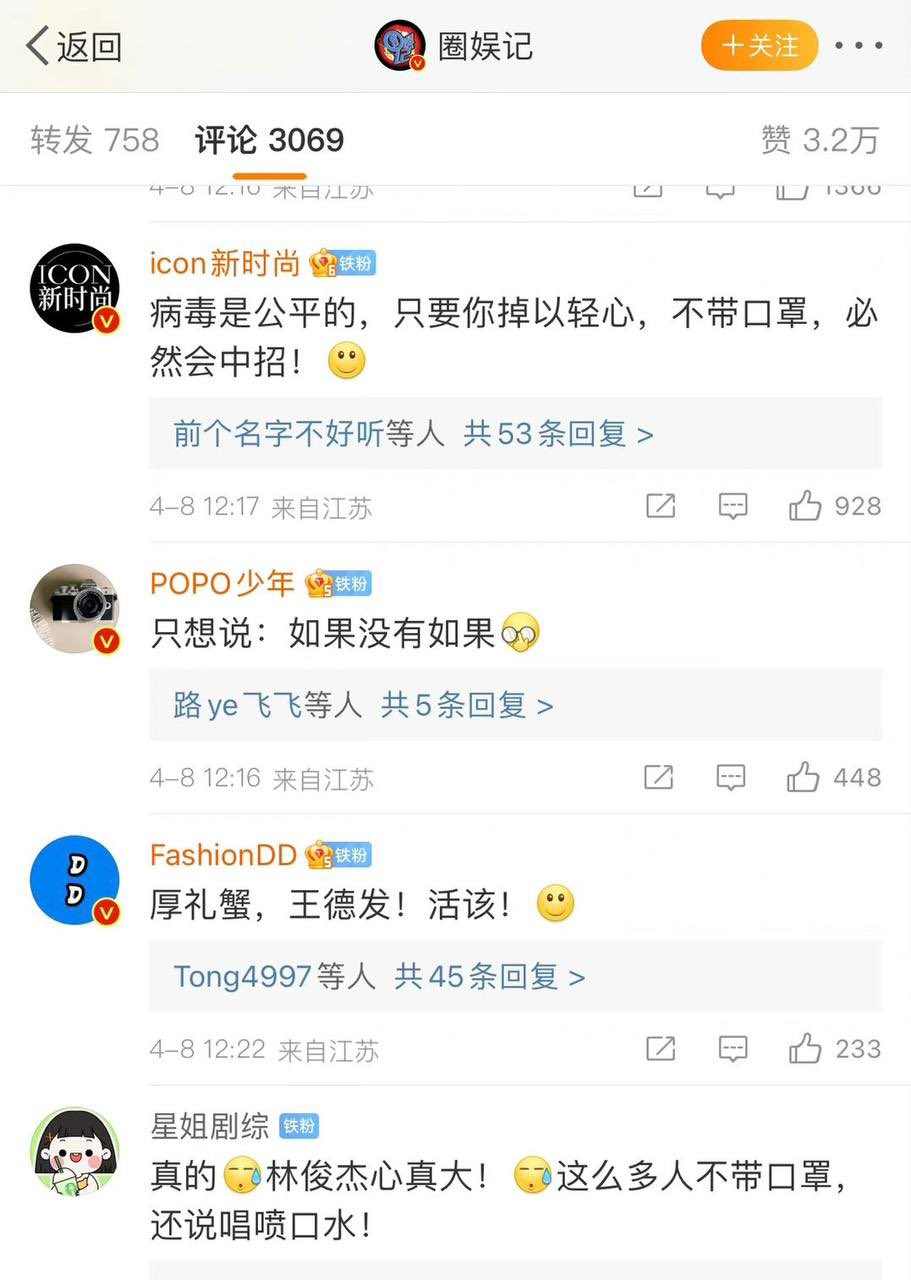 返回
圈娱记
+关注
转发 758 评论 3069 赞 3.2万
4-8 12:16 来自江苏 1366
ICON
新时尚
icon新时尚 6 铁粉
病毒是公平的，只要你掉以轻心，不带口罩，必
然会中招！
前个名字不好听等人 共53条回复 >
4-8 12:17 来自江苏 928
POPO少年 5 铁粉
只想说：如果没有如果
路ye飞飞等人 共5条回复 >
4-8 12:16 来自江苏 448
D
D
FashionDD 5 铁粉
厚礼蟹，王德发！活该！
Tong4997等人 共45条回复 >
4-8 12:22 来自江苏 233
星姐剧综 铁粉
真的林俊杰心真大！这么多人不带口罩，
还说唱喷口水！